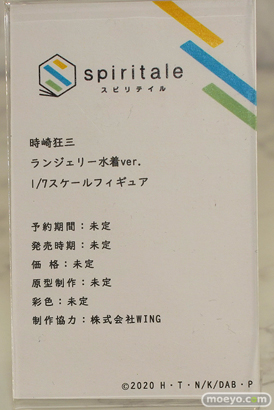 spiritale
スピリテイル
時崎狂三
ランジェリー水着ver.
1/7スケールフィギュア
予約期間：未定
発売時期：未定
価 格：未定
原型制作：未定
彩色：未定
制作協力：株式会社WING
©2020 H・T・N/K/DAB・P
moeyo.com